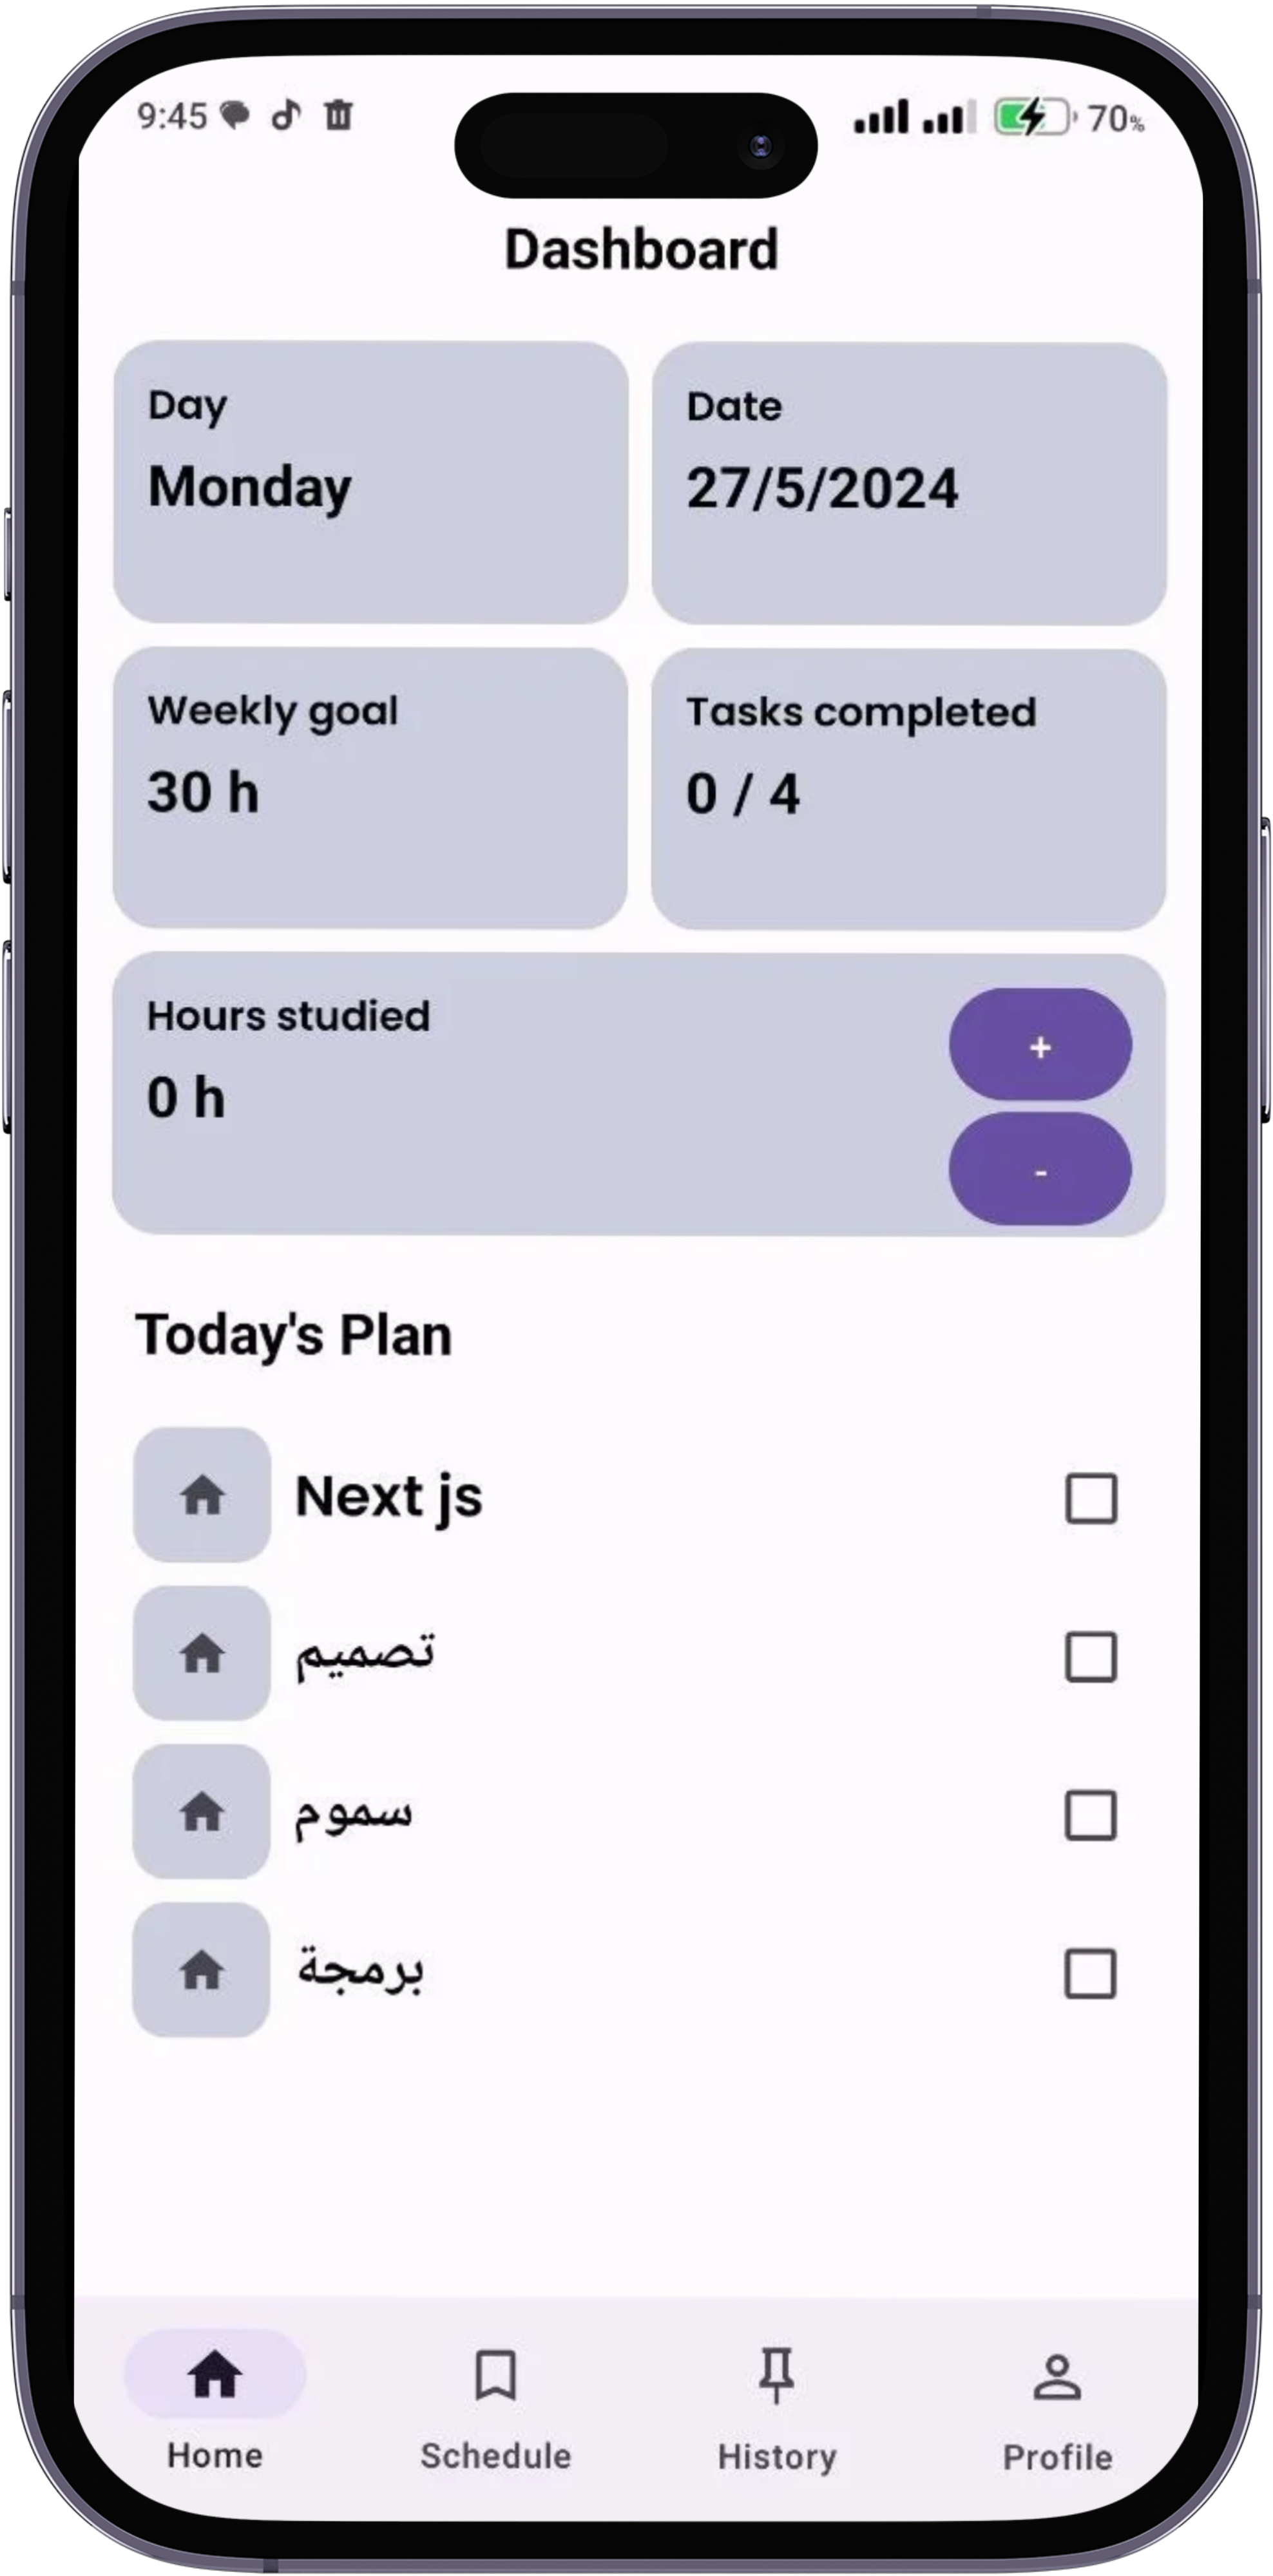 9:45
70%
Dashboard
Day
Monday
Date
27/5/2024
Weekly goal
30 h
Tasks completed
0 / 4
Hours studied
0 h
+
-
Today's Plan
Next js
تصميم
سموم
برمجة
Home
Schedule
History
Profile